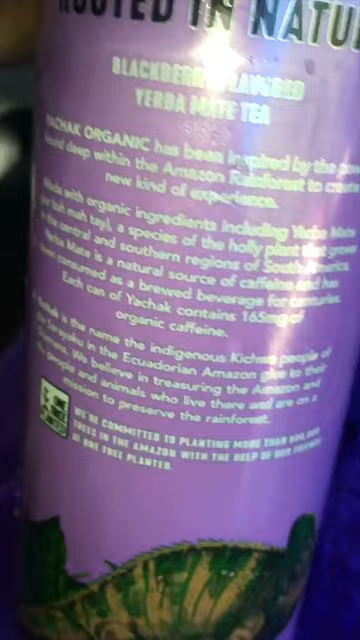 ROOTED IN NATU
BLACKBERRY FLAVORED
YERBA MATE TEA
YACHAK ORGANIC has been inspired by the
found deep within the Amazon Rainforest to create
new kind of experience.
Made with organic ingredients including Yerba Mate
mah tay), a species of the holly plant that grows
in the central and southern regions of South America.
Yerba Mate is a natural source of caffeine and has
been consumed as a brewed beverage for centuries.
Each can of Yachak contains 165mg of
organic caffeine.
is the name the indigenous Kichwa people of
Sarayaku in the Ecuadorian Amazon give to their
We believe in treasuring the Amazon and
people and animals who live there and are on a
mission to preserve the rainforest.
WE'RE COMMITTED TO PLANTING MORE THAN
TREES IN THE AMAZON WITH THE HELP OF OUR FRIENDS
AT ONE TREE PLANTED.